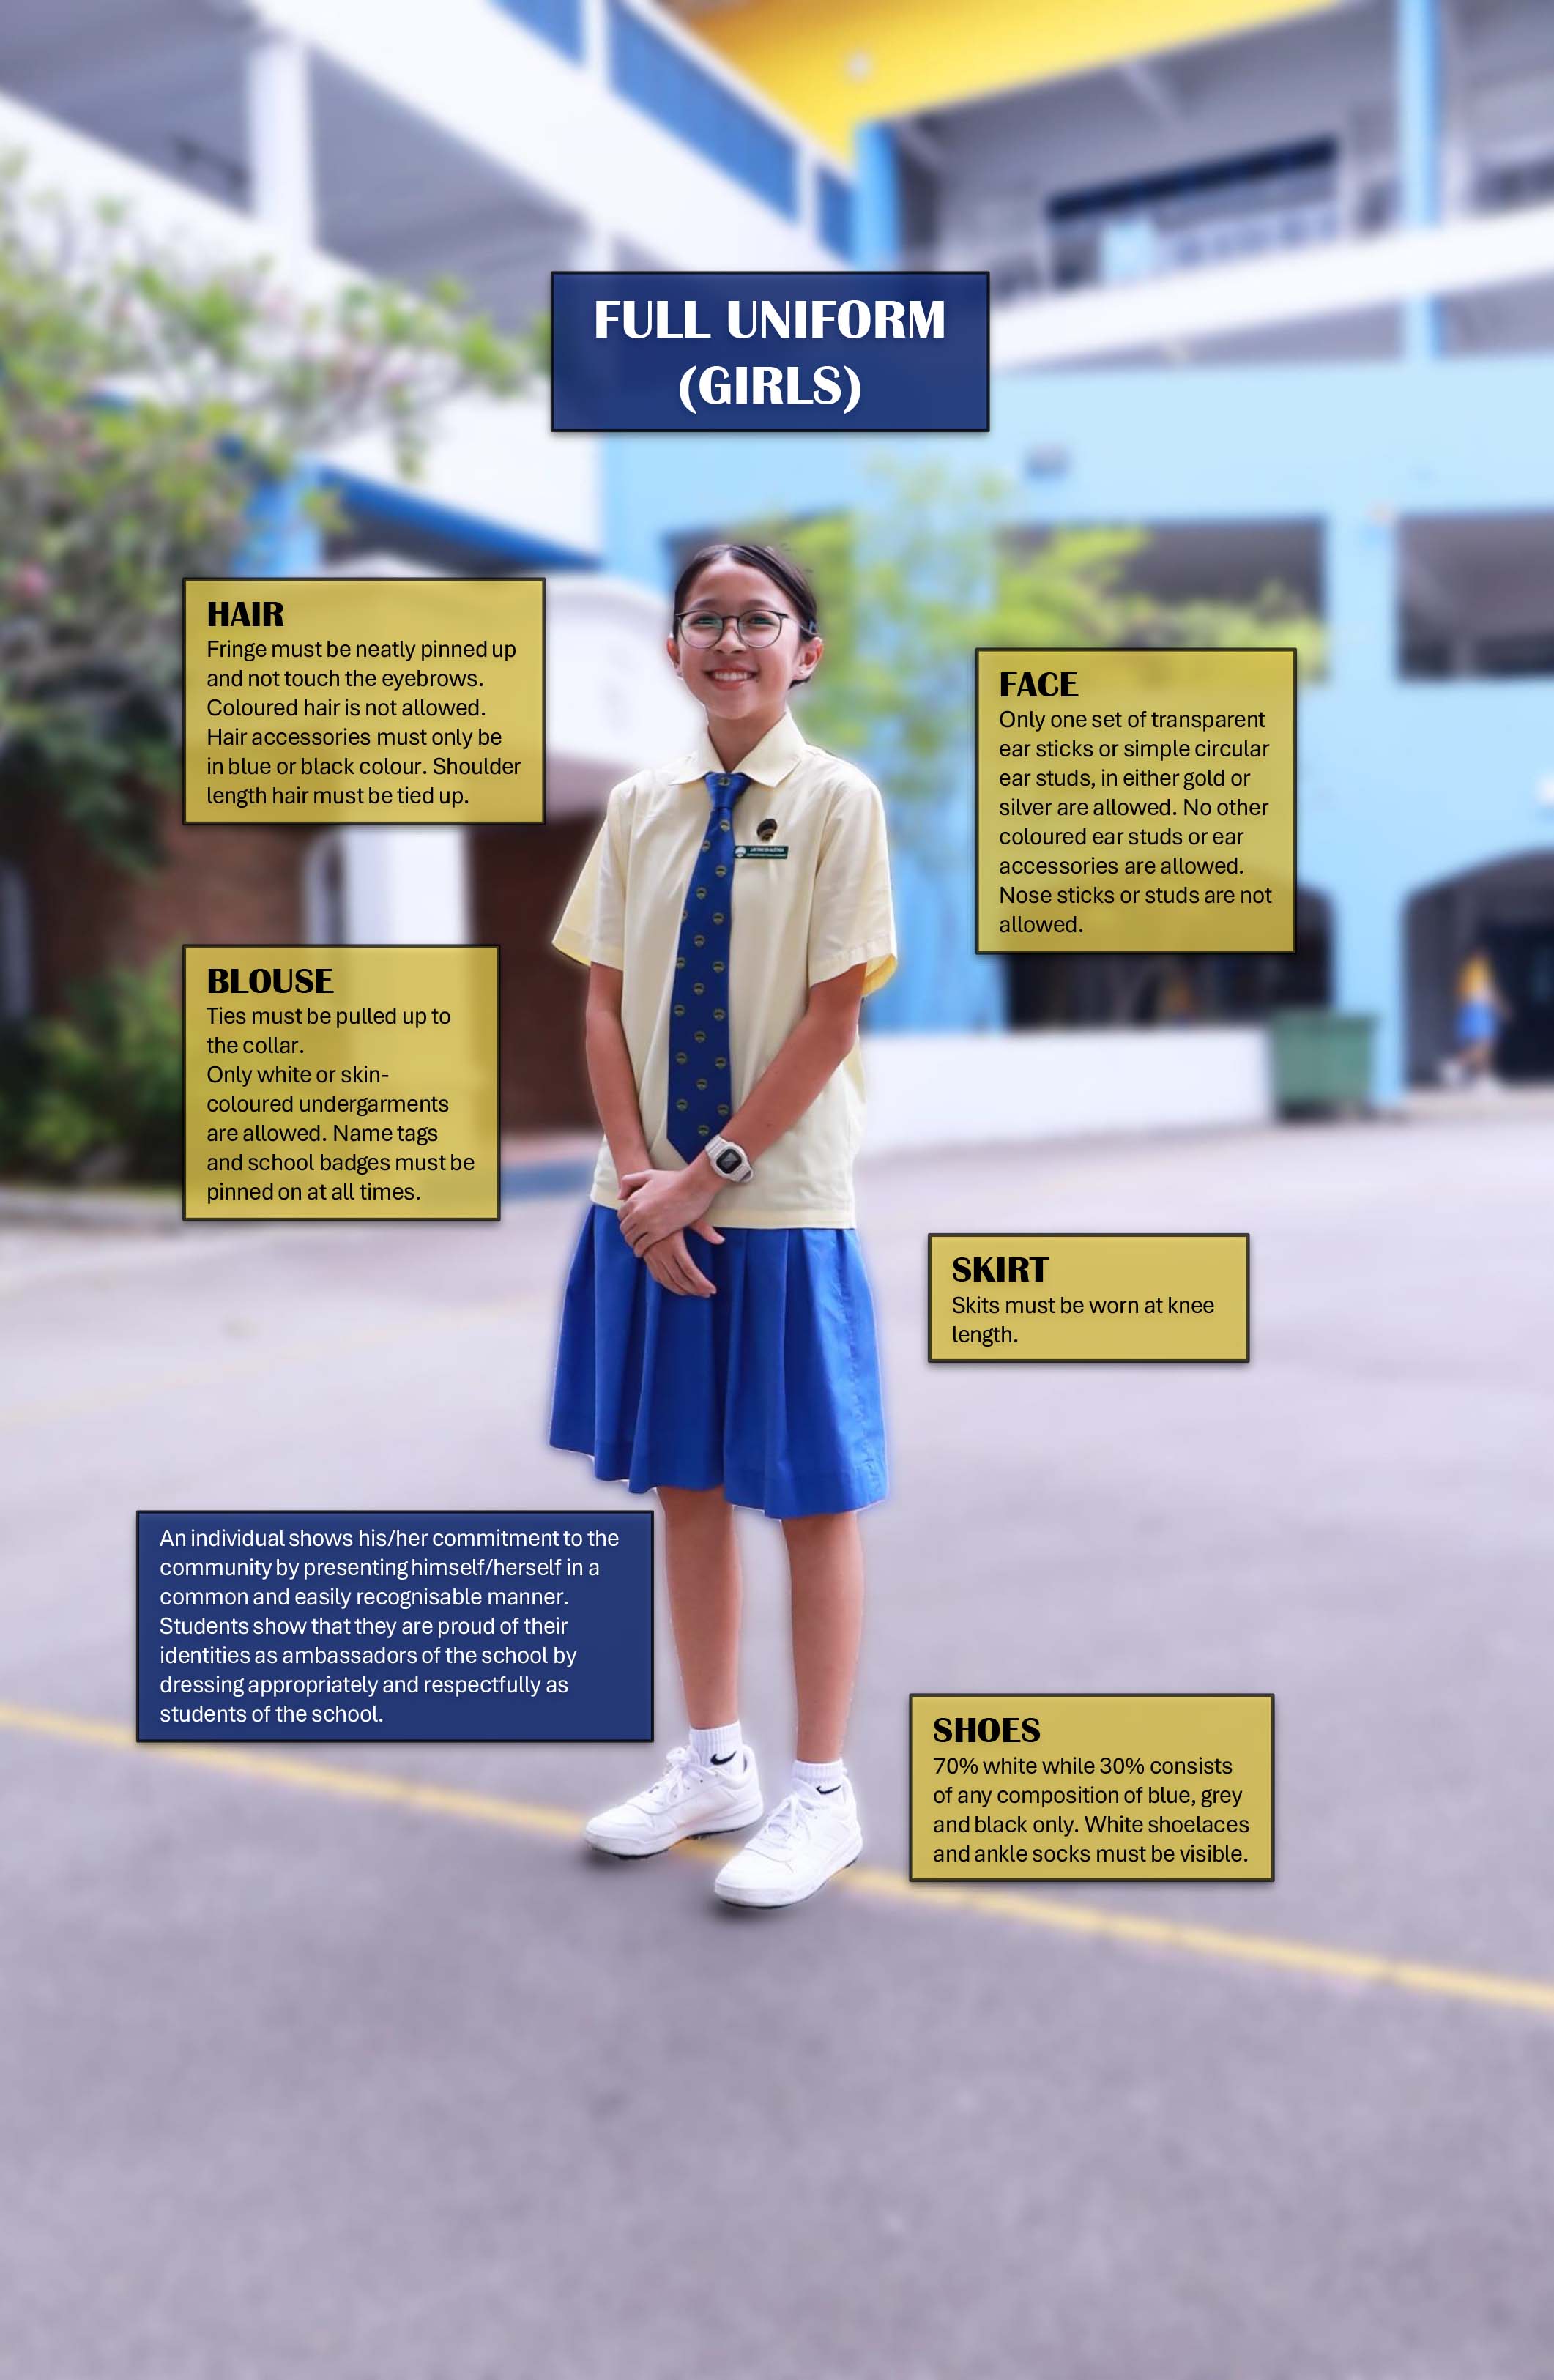 FULL UNIFORM
(GIRLS)
HAIR
Fringe must be neatly pinned up
and not touch the eyebrows.
Coloured hair is not allowed.
Hair accessories must only be
in blue or black colour. Shoulder
length hair must be tied up.
FACE
Only one set of transparent
ear sticks or simple circular
ear studs, in either gold or
silver are allowed. No other
coloured ear studs or ear
accessories are allowed.
Nose sticks or studs are not
allowed.
BLOUSE
Ties must be pulled up to
the collar.
Only white or skin-
coloured undergarments
are allowed. Name tags
and school badges must be
pinned on at all times.
SKIRT
Skits must be worn at knee
length.
An individual shows his/her commitment to the
community by presenting himself/herself in a
common and easily recognisable manner.
Students show that they are proud of their
identities as ambassadors of the school by
dressing appropriately and respectfully as
students of the school.
SHOES
70% white while 30% consists
of any composition of blue, grey
and black only. White shoelaces
and ankle socks must be visible.